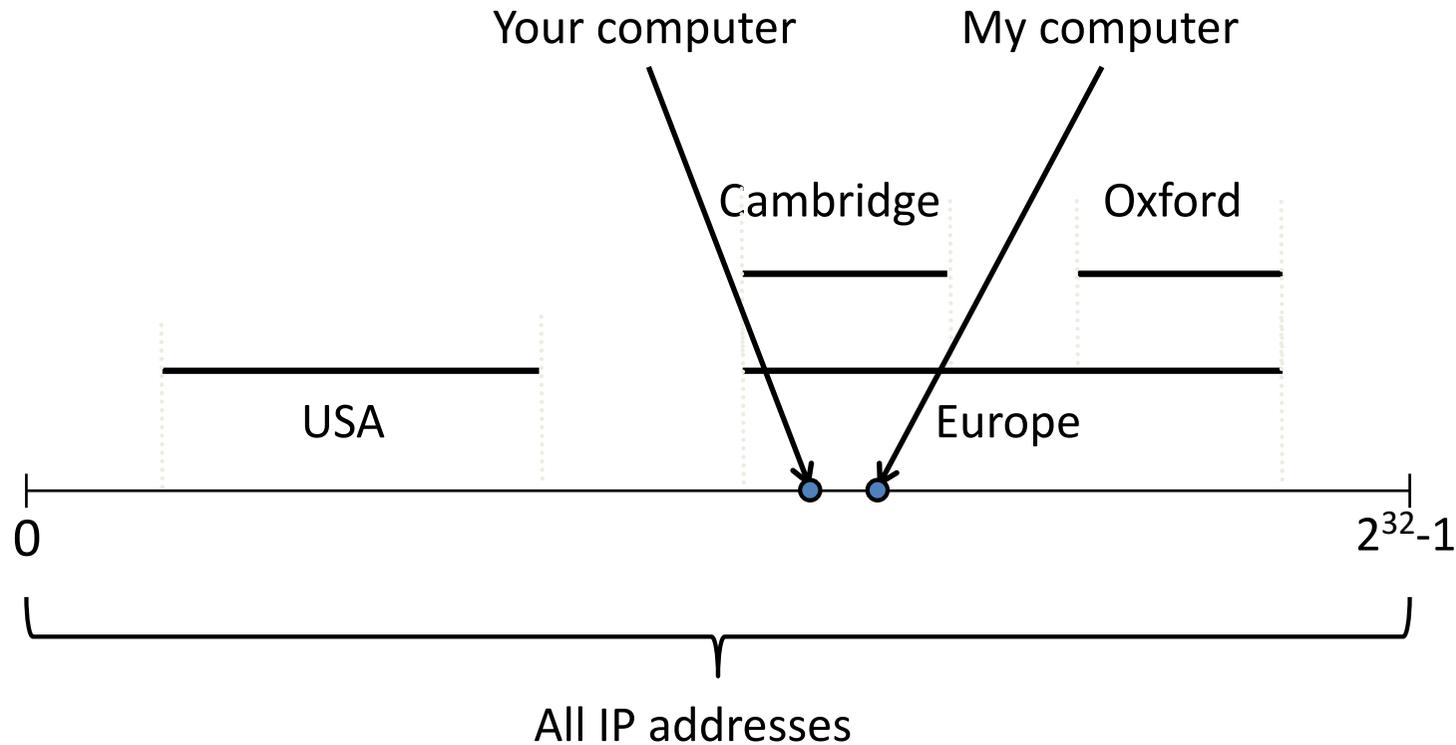 Your computer
My computer
Cambridge
Oxford
USA
Europe
0
2³²-1
All IP addresses